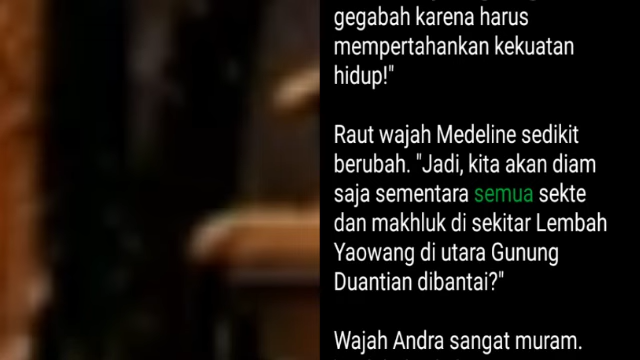 gegabah karena harus
mempertahankan kekuatan
hidup!"
Raut wajah Medeline sedikit
berubah. "Jadi, kita akan diam
saja sementara semua sekte
dan makhluk di sekitar Lembah
Yaowang di utara Gunung
Duantian dibantai?"
Wajah Andra sangat muram.